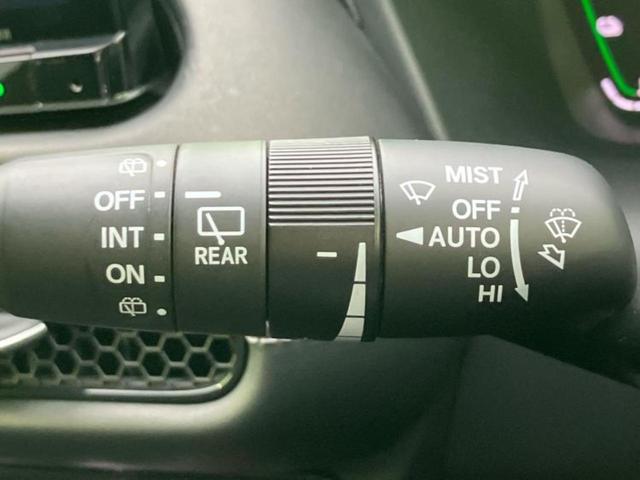 OFF
INT
ON
REAR
MIST
OFF
AUTO
LO
HI